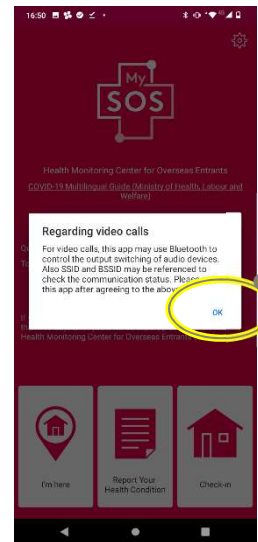 16:50
My
SOS
Health Monitoring Center for Overseas Entrants
COVID-19 Multilingual Guide (Ministry of Health, Labour and
Welfare)
Regarding
video calls
For video calls, this app may use Bluetooth to
control the output switching of audio devices.
Also SSID and BSSID may be referenced to
check the communication status. Please
this app after agreeing to the above
OK
Health Monitoring Center for Overseas
I'm here
Report Your
Health Condition
Check-in